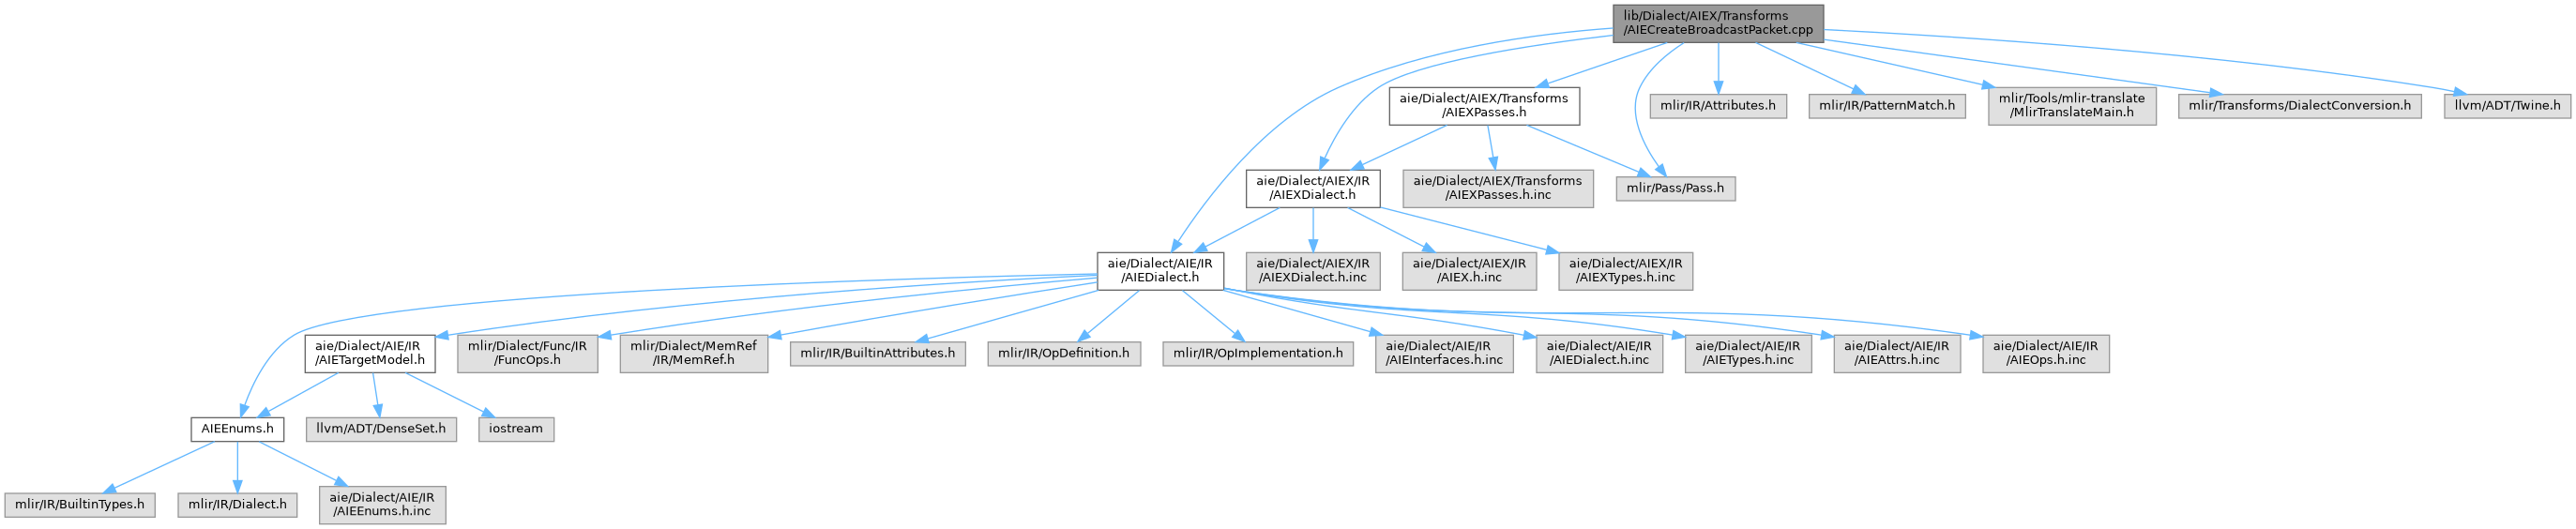 lib/Dialect/AIEX/Transforms
/AIECreateBroadcastPacket.cpp
aie/Dialect/AIEX/Transforms
/AIEXPasses.h
mlir/IR/Attributes.h
mlir/IR/PatternMatch.h
mlir/Tools/mlir-translate
/MlirTranslateMain.h
mlir/Transforms/DialectConversion.h
llvm/ADT/Twine.h
aie/Dialect/AIEX/IR
/AIEXDialect.h
aie/Dialect/AIEX/Transforms
/AIEXPasses.h.inc
mlir/Pass/Pass.h
aie/Dialect/AIE/IR
/AIEDialect.h
aie/Dialect/AIEX/IR
/AIEXDialect.h.inc
aie/Dialect/AIEX/IR
/AIEX.h.inc
aie/Dialect/AIEX/IR
/AIEXTypes.h.inc
aie/Dialect/AIE/IR
/AIETargetModel.h
mlir/Dialect/Func/IR
/FuncOps.h
mlir/Dialect/MemRef
/IR/MemRef.h
mlir/IR/BuiltinAttributes.h
mlir/IR/OpDefinition.h
mlir/IR/OpImplementation.h
aie/Dialect/AIE/IR
/AIEInterfaces.h.inc
aie/Dialect/AIE/IR
/AIEDialect.h.inc
aie/Dialect/AIE/IR
/AIETypes.h.inc
aie/Dialect/AIE/IR
/AIEAttrs.h.inc
aie/Dialect/AIE/IR
/AIEOps.h.inc
AIEEnums.h
llvm/ADT/DenseSet.h
iostream
mlir/IR/BuiltinTypes.h
mlir/IR/Dialect.h
aie/Dialect/AIE/IR
/AIEEnums.h.inc